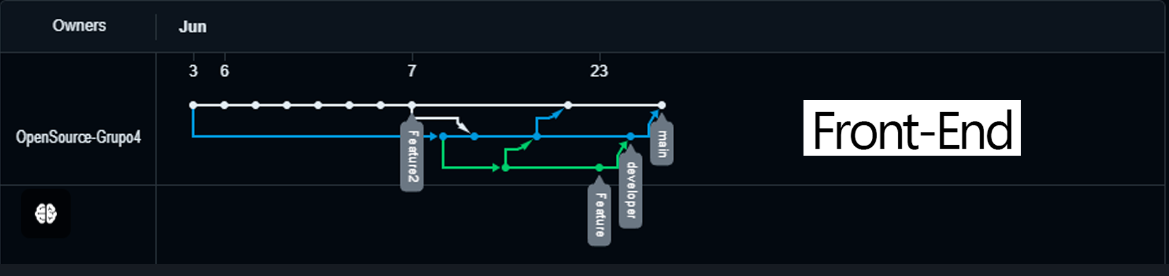 Owners
Jun
3
6
7
23
OpenSource-Grupo4
Feature2
Feature
developer
main
Front-End